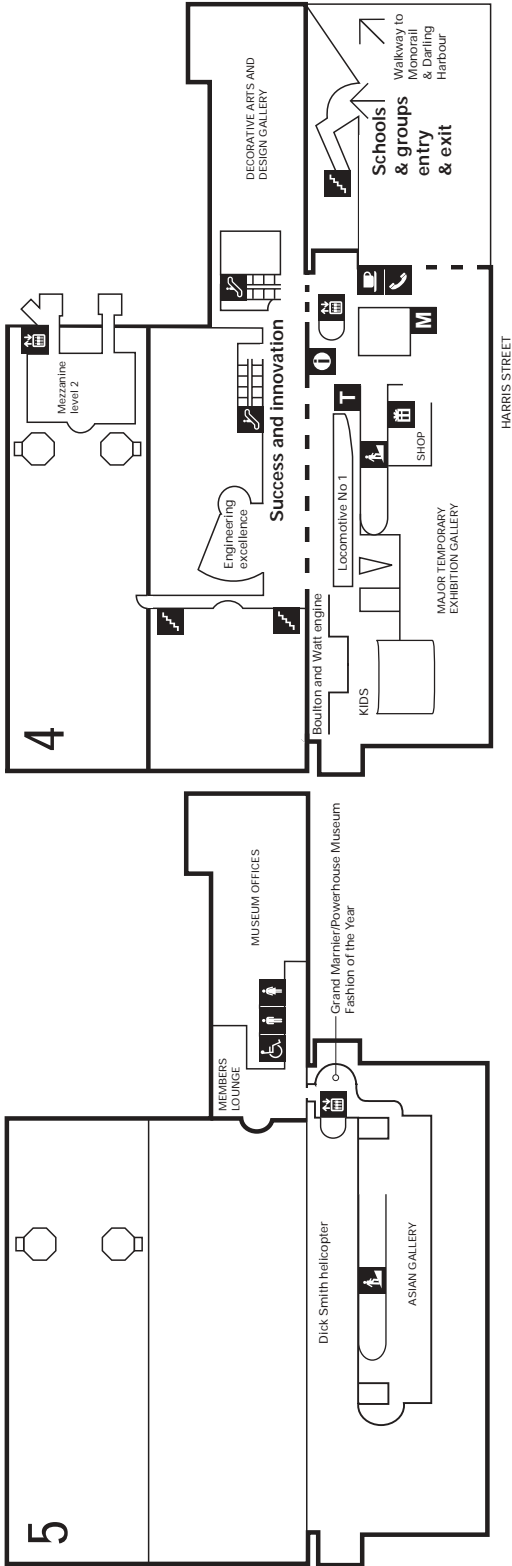 4
Mezzanine
level 2
DECORATIVE ARTS AND
DESIGN GALLERY
Engineering
excellence
Success and innovation
Walkway to
Monorail
& Darling
Harbour
Schools
& groups
entry
& exit
i
T
M
Locomotive No 1
SHOP
Boulton and Watt engine
KIDS
MAJOR TEMPORARY
EXHIBITION GALLERY
HARRIS STREET
5
MUSEUM OFFICES
MEMBERS
LOUNGE
Grand Marnier/Powerhouse Museum
Fashion of the Year
Dick Smith helicopter
ASIAN GALLERY